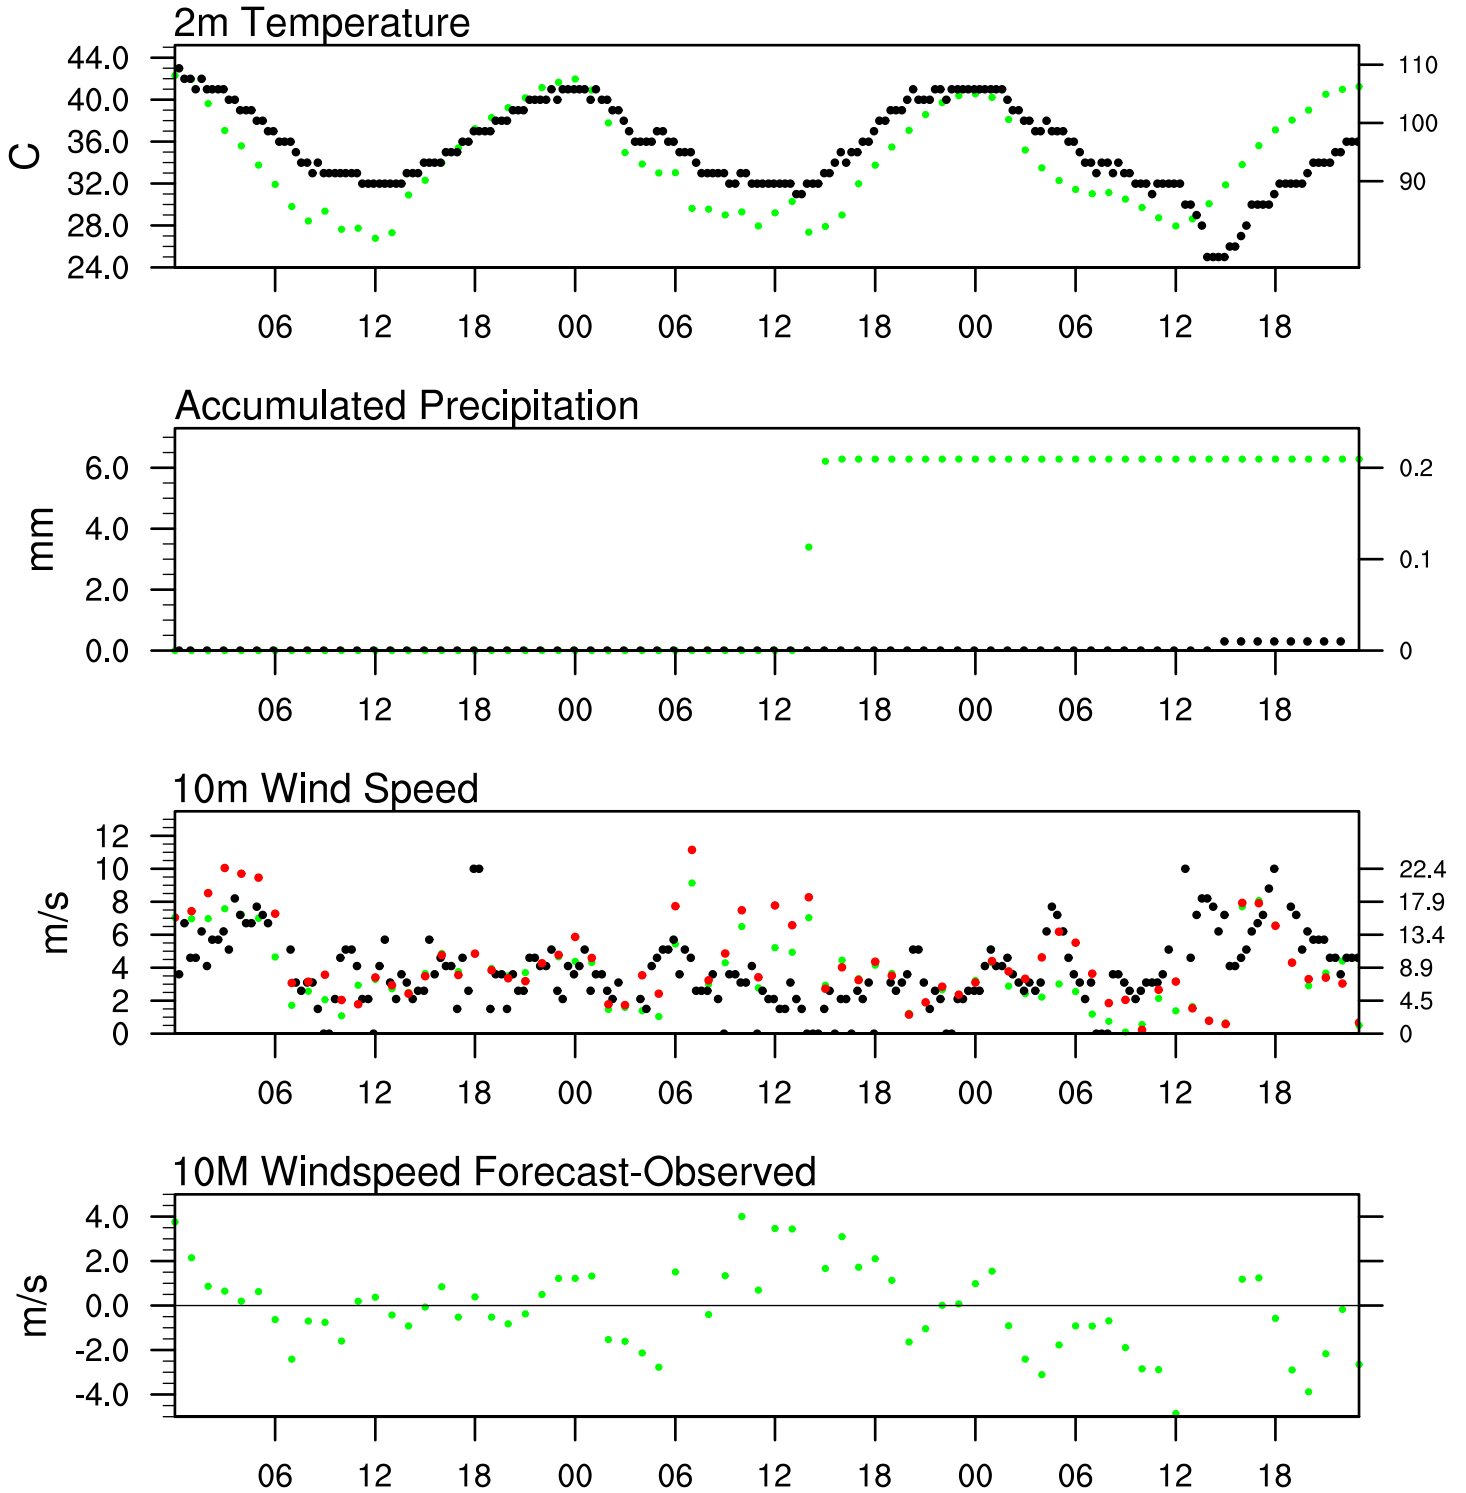 2m Temperature
C
44.0
40.0
36.0
32.0
28.0
24.0
110
100
90
06 12 18 00 06 12 18 00 06 12 18
Accumulated Precipitation
mm
6.0
4.0
2.0
0.0
0.2
0.1
0
06 12 18 00 06 12 18 00 06 12 18
10m Wind Speed
m/s
12
10
8
6
4
2
0
22.4
17.9
13.4
8.9
4.5
0
06 12 18 00 06 12 18 00 06 12 18
10M Windspeed Forecast-Observed
m/s
4.0
2.0
0.0
-2.0
-4.0
06 12 18 00 06 12 18 00 06 12 18